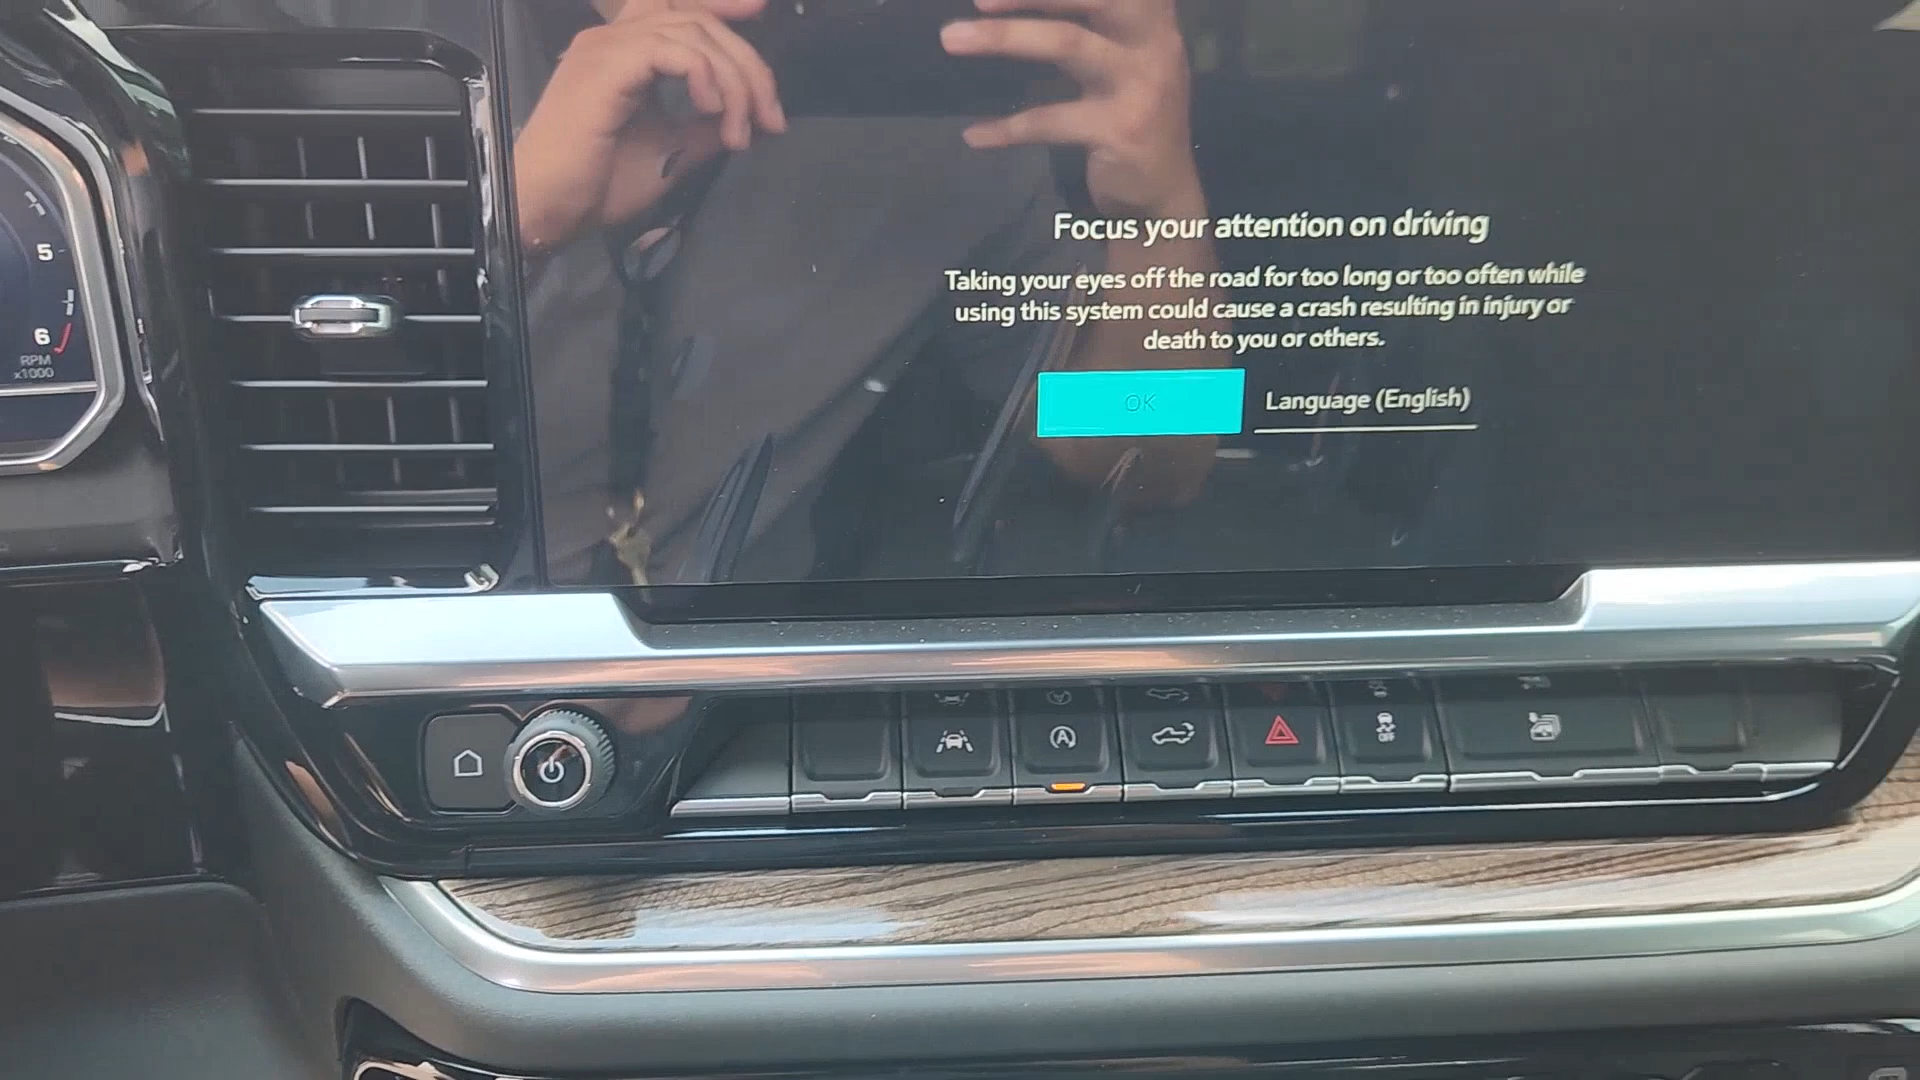 5
6
RPM
x1000
Focus your attention on driving
Taking your eyes off the road for too long or too often while
using this system could cause a crash resulting in injury or
death to you or others.
OK
Language (English)
A
OFF